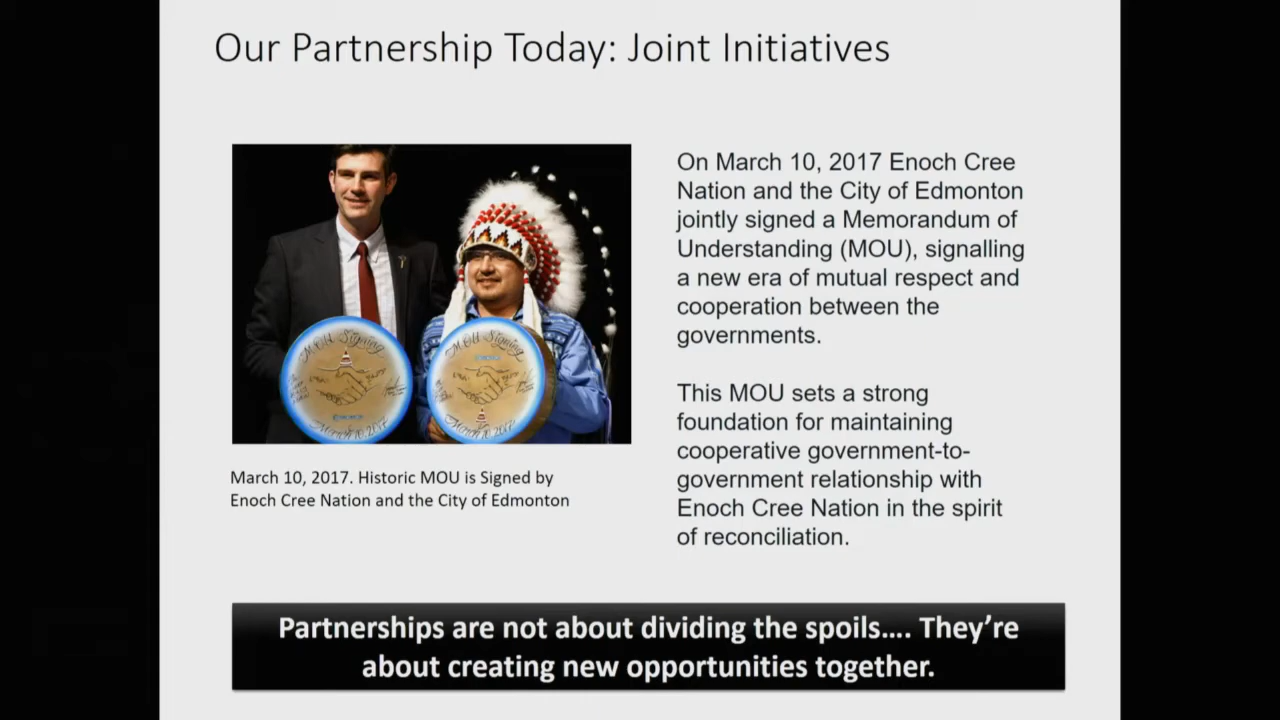 Our Partnership Today: Joint Initiatives
M.O.U Signing
March 10, 2017
M.O.U Signing
March 10, 2017
March 10, 2017. Historic MOU is Signed by
Enoch Cree Nation and the City of Edmonton
On March 10, 2017 Enoch Cree
Nation and the City of Edmonton
jointly signed a Memorandum of
Understanding (MOU), signalling
a new era of mutual respect and
cooperation between the
governments.
This MOU sets a strong
foundation for maintaining
cooperative government-to-
government relationship with
Enoch Cree Nation in the spirit
of reconciliation.
Partnerships are not about dividing the spoils…. They’re
about creating new opportunities together.